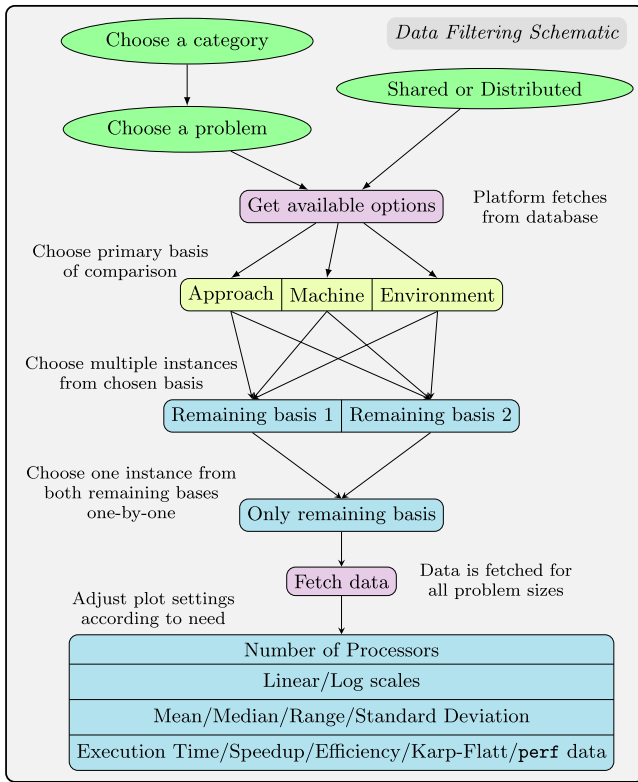 Data Filtering Schematic
Choose a category
Shared or Distributed
Choose a problem
Get available options
Platform fetches
from database
Choose primary basis
of comparison
Approach Machine Environment
Choose multiple instances
from chosen basis
Remaining basis 1 Remaining basis 2
Choose one instance from
both remaining bases
one-by-one
Only remaining basis
Fetch data
Data is fetched for
all problem sizes
Adjust plot settings
according to need
Number of Processors
Linear/Log scales
Mean/Median/Range/Standard Deviation
Execution Time/Speedup/Efficiency/Karp-Flatt/perf data